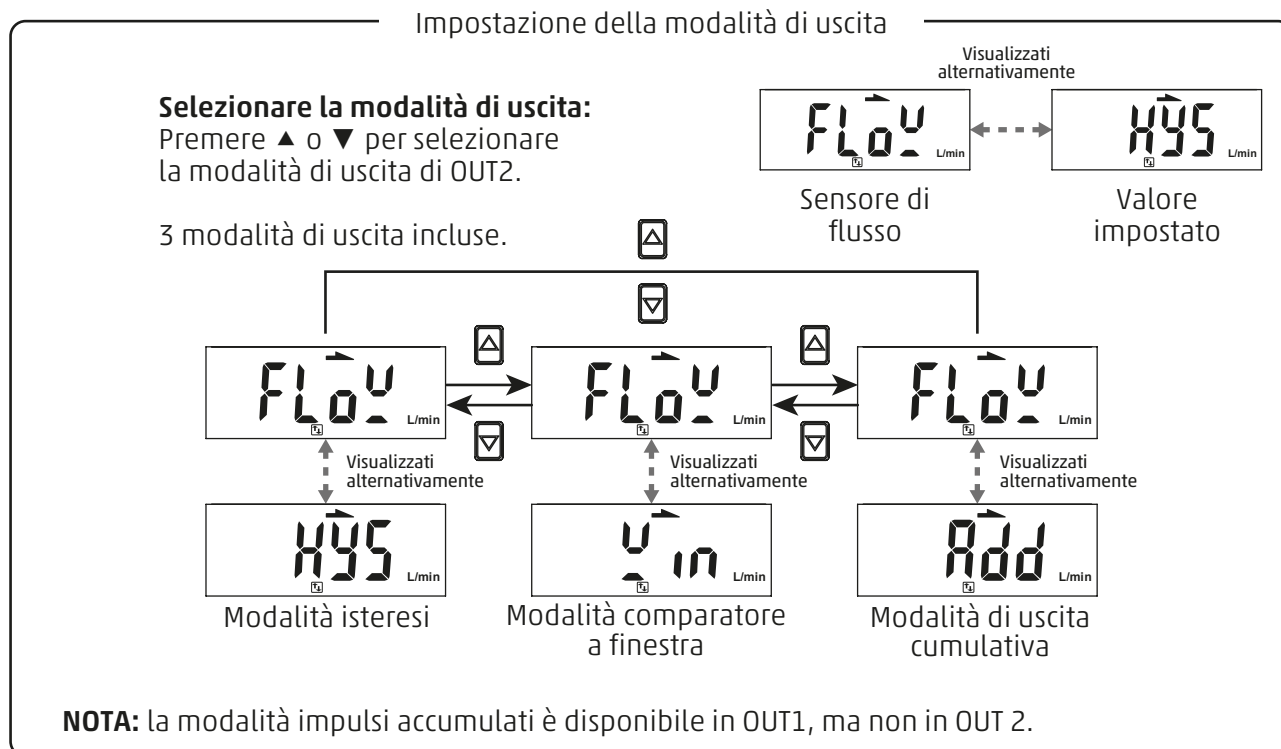 Impostazione della modalità di uscita
Visualizzati
alternativamente
Selezionare la modalità di uscita:
Premere ▲ o ▼ per selezionare
la modalità di uscita di OUT2.
FLoW L/min
HYS L/min
Sensore di
flusso
Valore
impostato
3 modalità di uscita incluse.
FLoW L/min
FLoW L/min
FLoW L/min
Visualizzati
alternativamente
Visualizzati
alternativamente
Visualizzati
alternativamente
HYS L/min
Win L/min
Add L/min
Modalità isteresi
Modalità comparatore
a finestra
Modalità di uscita
cumulativa
NOTA: la modalità impulsi accumulati è disponibile in OUT1, ma non in OUT 2.